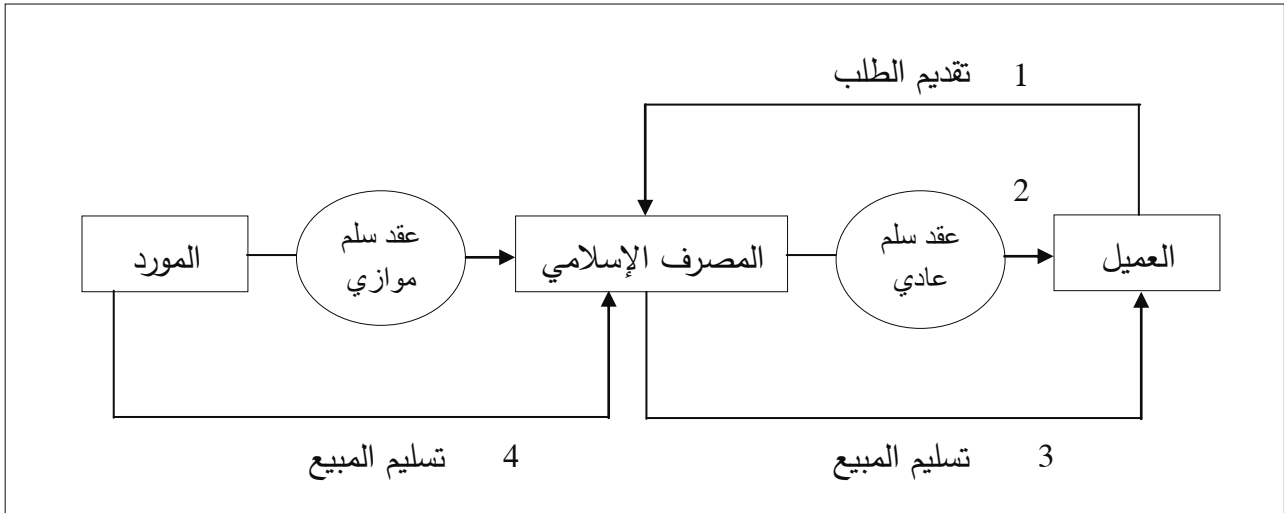 1 تقديم الطلب
2
العميل
عقد سلم
عادي
المصرف الإسلامي
عقد سلم
موازي
المورد
3 تسليم المبيع
4 تسليم المبيع